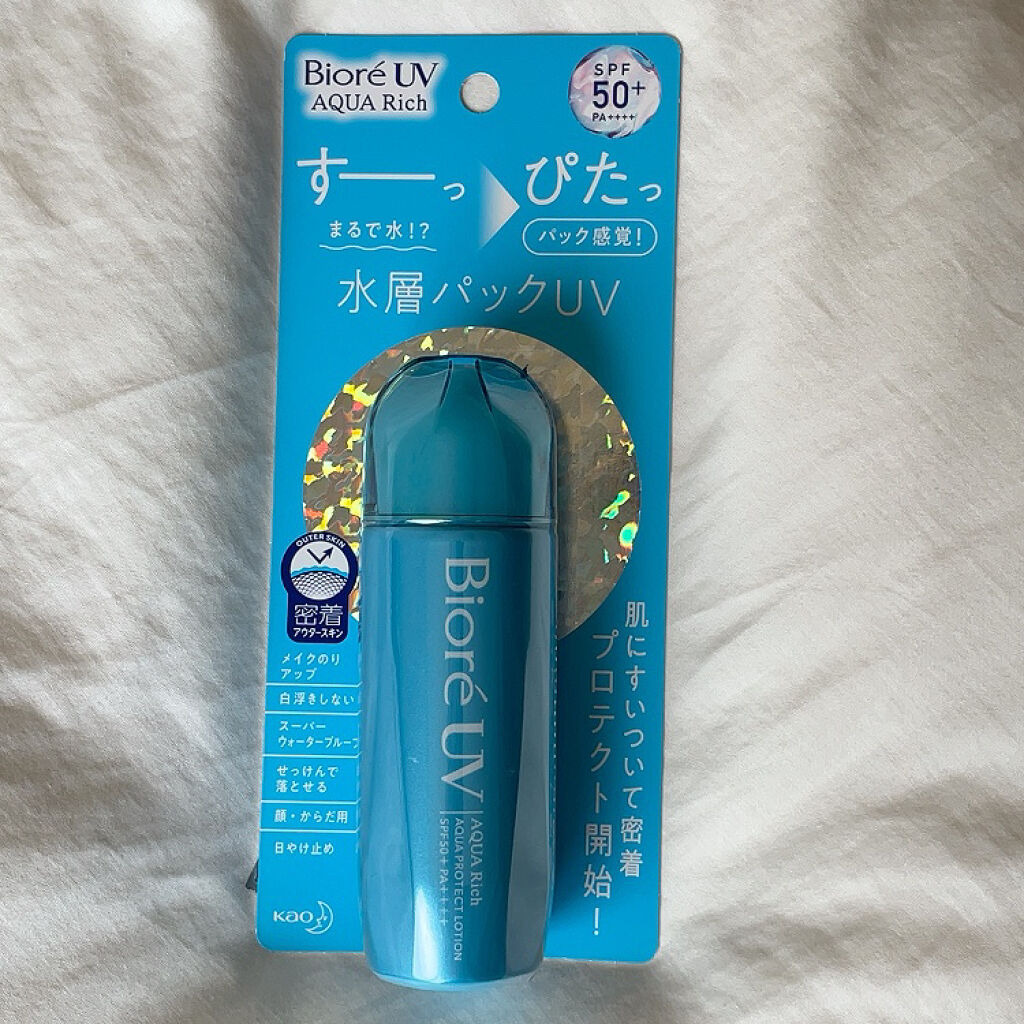 Bioré UV
AQUA Rich
SPF
50+
PA++++
すーっ
ぴたっ
まるで水!?
パック感覚!
水層パックUV
OUTER SKIN
密着
アウタースキン
メイクのり
アップ
白浮きしない
スーパー
ウォータープルーフ
せっけんで
落とせる
顔・からだ用
日やけ止め
Kao
Bioré UV
AQUA Rich
AQUA PROTECT LOTION
SPF50+ PA++++
肌にすいついて密着
プロテクト開始!